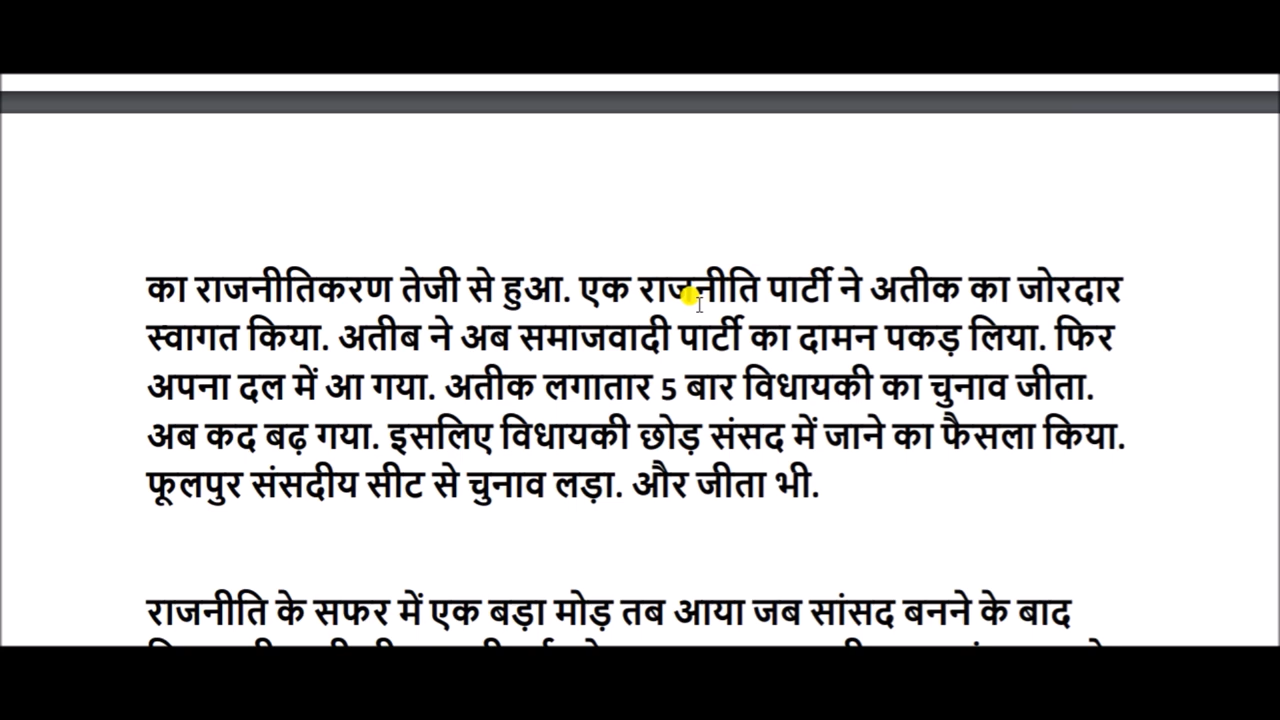 का राजनीतिकरण तेजी से हुआ. एक राजनीति पार्टी ने अतीक का जोरदार
स्वागत किया. अतीब ने अब समाजवादी पार्टी का दामन पकड़ लिया. फिर
अपना दल में आ गया. अतीक लगातार 5 बार विधायकी का चुनाव जीता.
अब कद बढ़ गया. इसलिए विधायकी छोड़ संसद में जाने का फैसला किया.
फूलपुर संसदीय सीट से चुनाव लड़ा. और जीता भी.
राजनीति के सफर में एक बड़ा मोड़ तब आया जब सांसद बनने के बाद